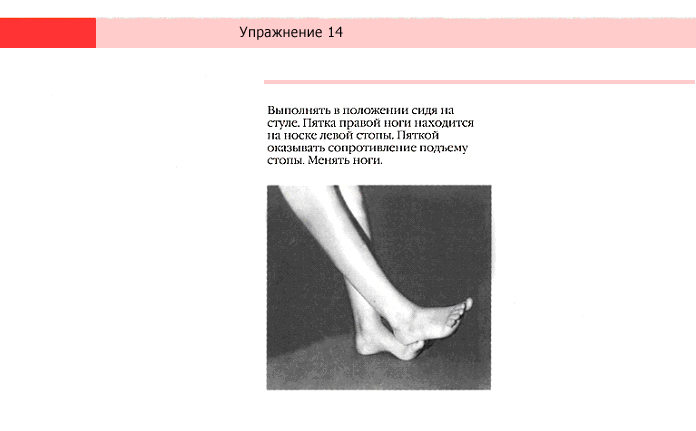 Упражнение 14
Выполнять в положении сидя на
стуле. Пятка правой ноги находится
на носке левой стопы. Пяткой
оказывать сопротивление подъему
стопы. Менять ноги.